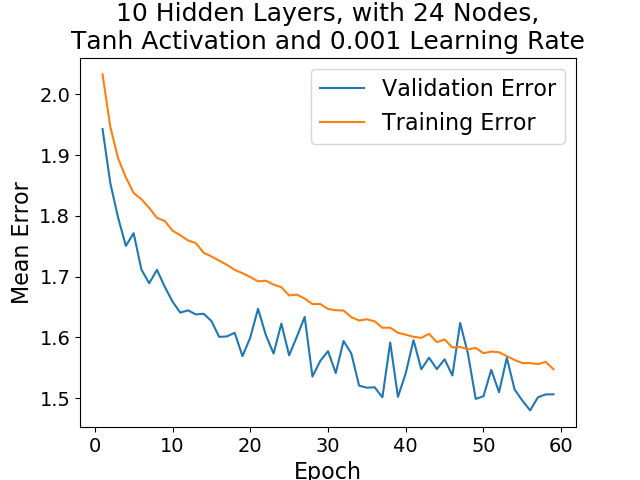 10 Hidden Layers, with 24 Nodes,
Tanh Activation and 0.001 Learning Rate
Validation Error
Training Error
Mean Error
2.0
1.9
1.8
1.7
1.6
1.5
0 10 20 30 40 50 60
Epoch